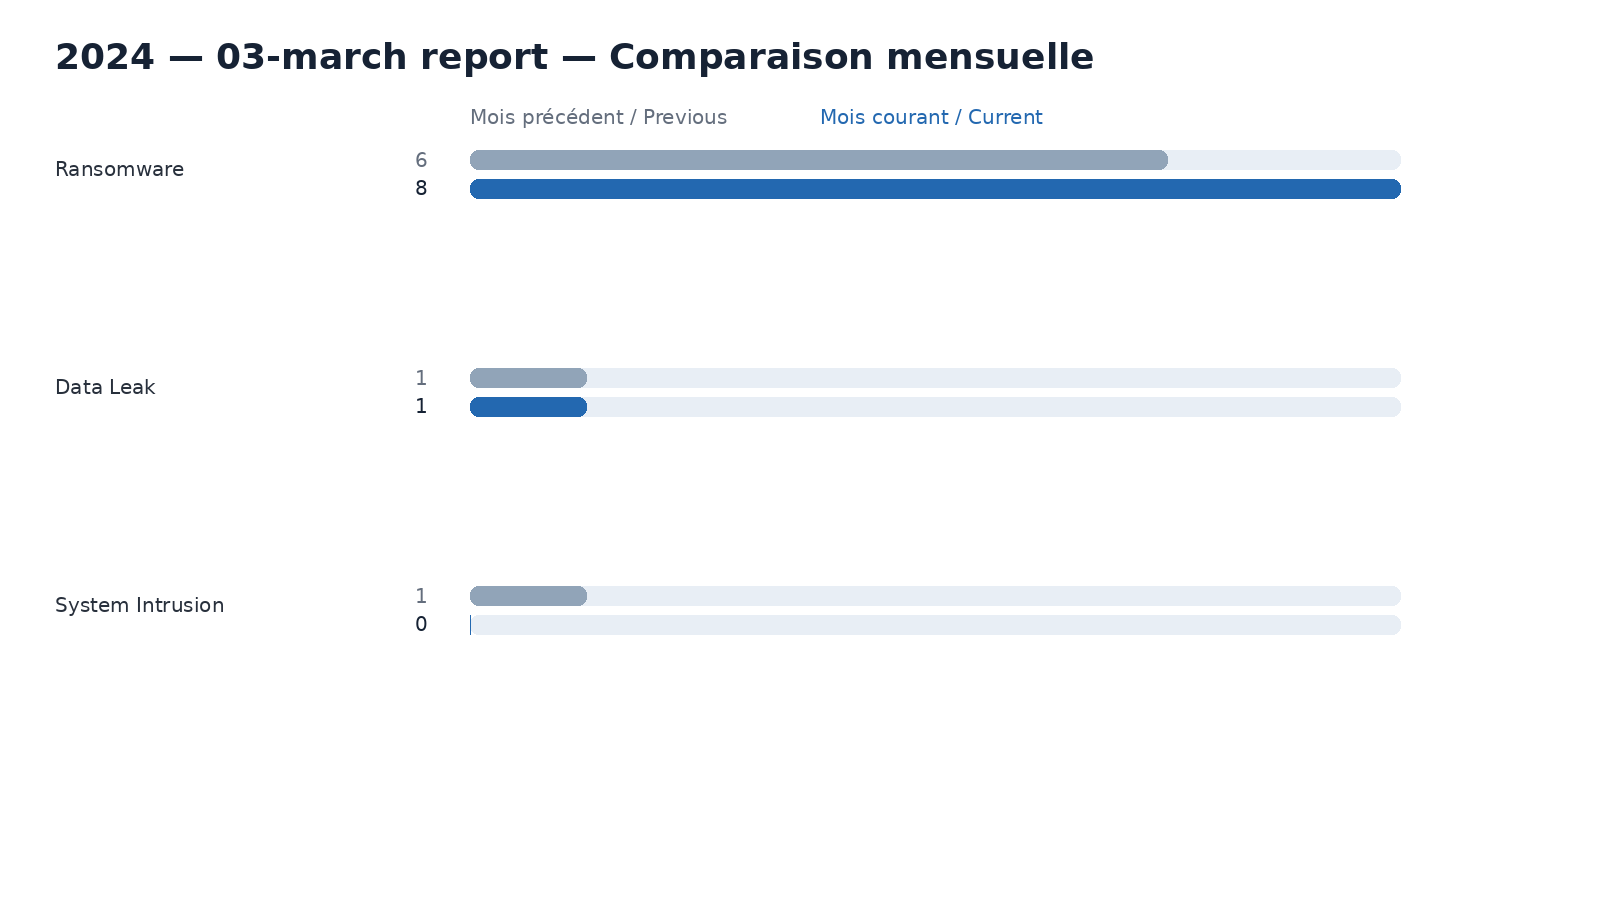 2024 — 03-march report — Comparaison mensuelle
Mois précédent / Previous Mois courant / Current
Ransomware 6
8
Data Leak 1
1
System Intrusion 1
0